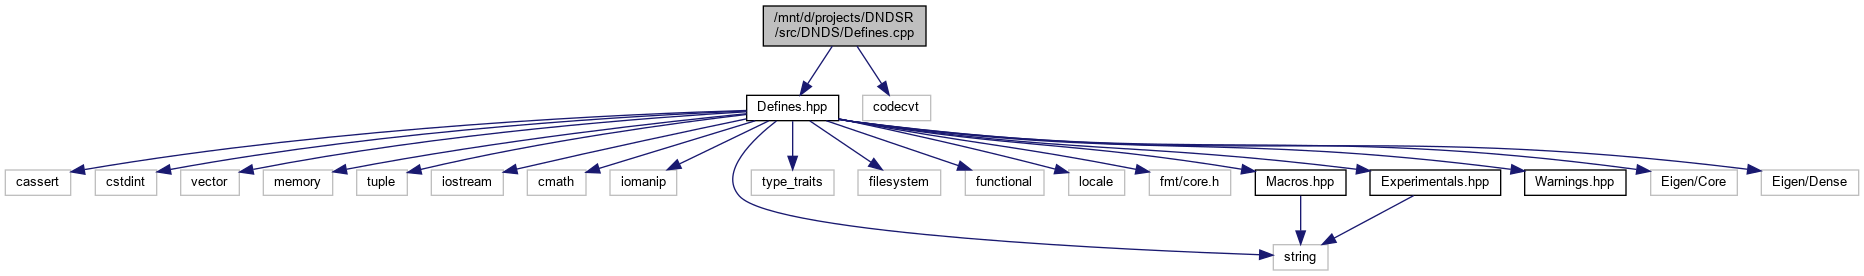 /mnt/d/projects/DNDSR
/src/DNDS/Defines.cpp
Defines.hpp
codecvt
cassert
cstdint
vector
memory
tuple
iostream
cmath
iomanip
type_traits
filesystem
functional
locale
fmt/core.h
Macros.hpp
Experimentals.hpp
Warnings.hpp
Eigen/Core
Eigen/Dense
string